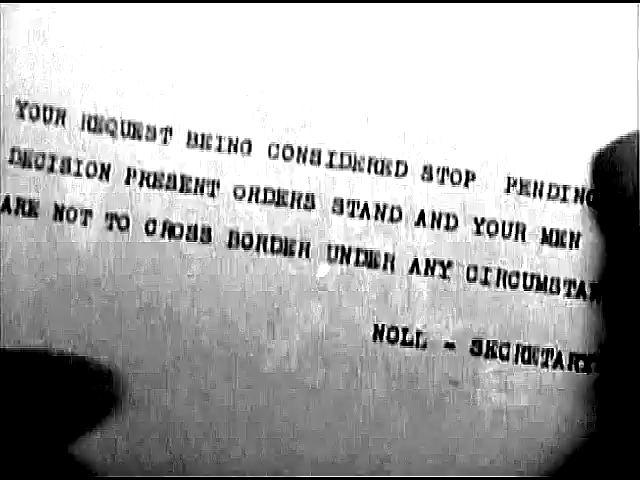 YOUR REQUEST BEING CONSIDERED STOP PENDING
DECISION PRESENT ORDERS STAND AND YOUR MEN
ARE NOT TO CROSS BORDER UNDER ANY CIRCUMSTAN
NOLL - SECRETARY